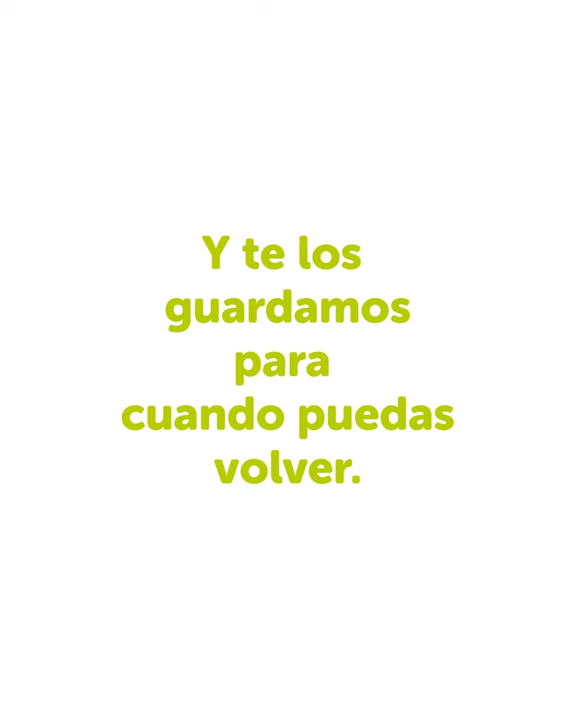 Y te los
guardamos
para
cuando puedas
volver.